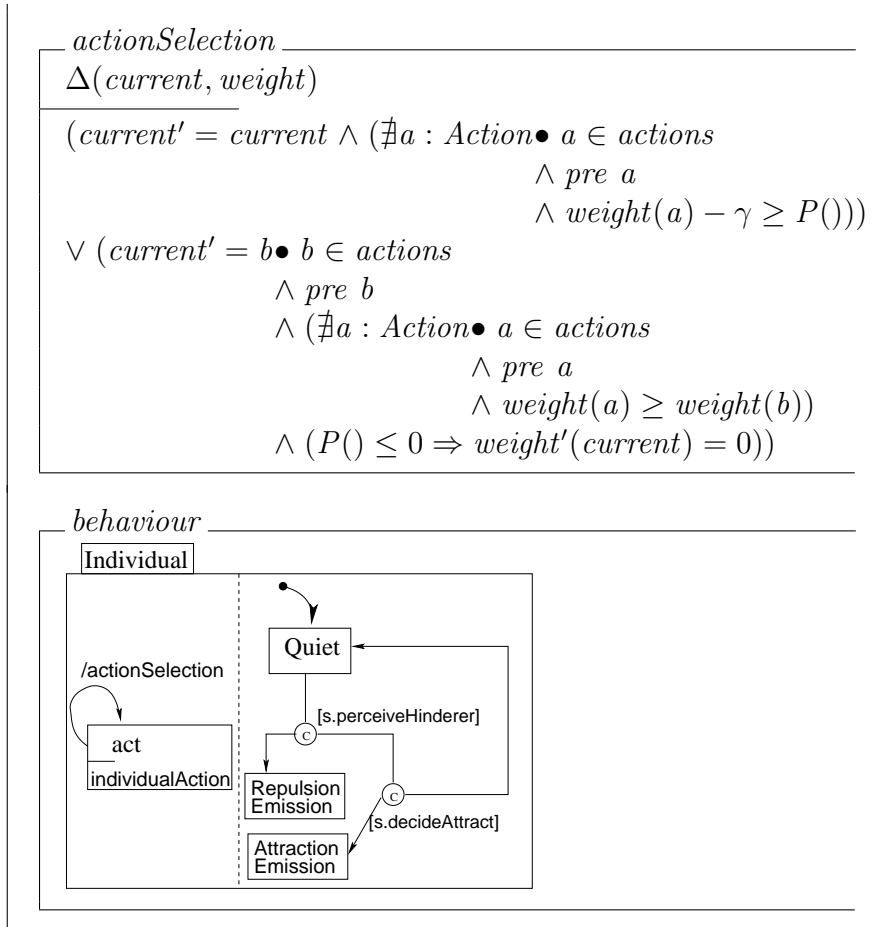 actionSelection
Δ(current, weight)
(current′ = current ∧ (∄a : Action• a ∈ actions
∧ pre a
∧ weight(a) − γ ≥ P()))
∨ (current′ = b• b ∈ actions
∧ pre b
∧ (∄a : Action• a ∈ actions
∧ pre a
∧ weight(a) ≥ weight(b))
∧ (P() ≤ 0 ⇒ weight′(current) = 0))
behaviour
Individual
Quiet
/actionSelection
[s.perceiveHinderer]
C
act
individualAction
Repulsion
Emission
C
[s.decideAttract]
Attraction
Emission